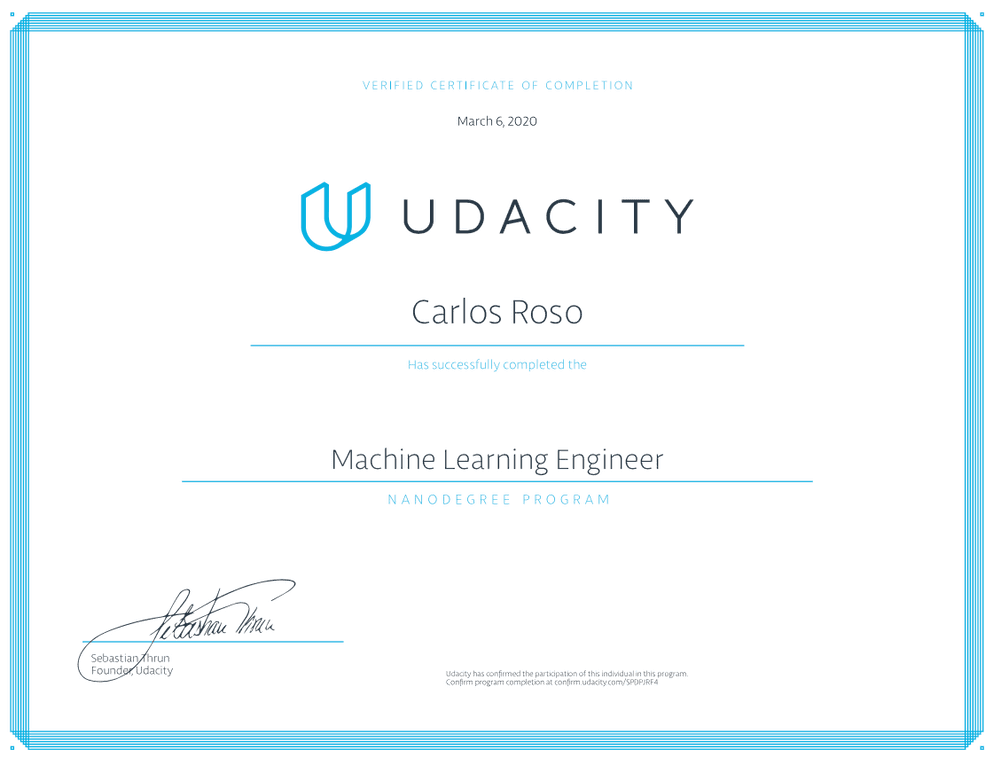 VERIFIED CERTIFICATE OF COMPLETION
March 6, 2020
UDACITY
Carlos Roso
Has successfully completed the
Machine Learning Engineer
NANODEGREE PROGRAM
Sebastian Thrun
Sebastian Thrun
Founder, Udacity
Udacity has confirmed the participation of this individual in this program.
Confirm program completion at confirm.udacity.com/SPDPJRF4